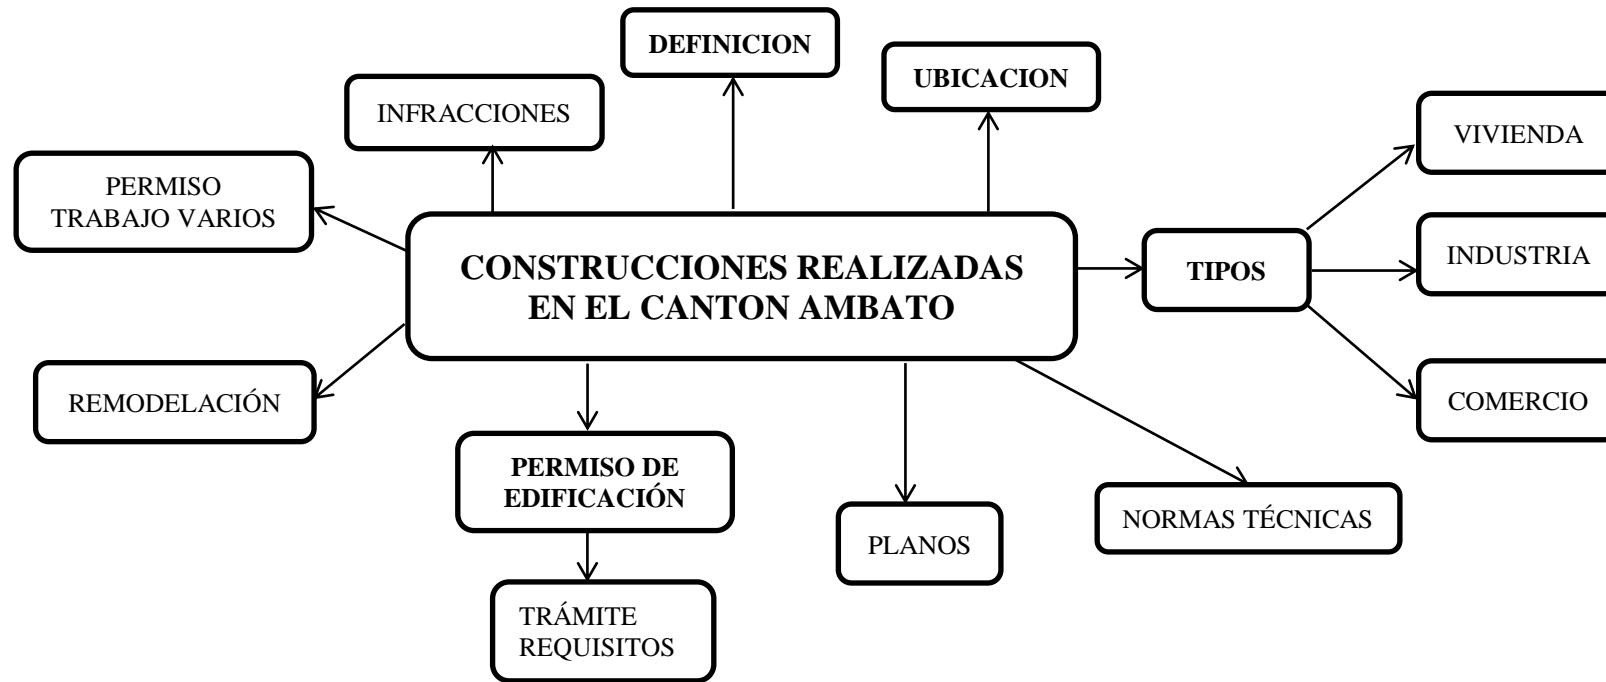 DEFINICION
UBICACION
INFRACCIONES
VIVIENDA
PERMISO
TRABAJO VARIOS
CONSTRUCCIONES REALIZADAS
EN EL CANTON AMBATO
TIPOS
INDUSTRIA
REMODELACIÓN
COMERCIO
PERMISO DE
EDIFICACIÓN
PLANOS
NORMAS TÉCNICAS
TRÁMITE
REQUISITOS